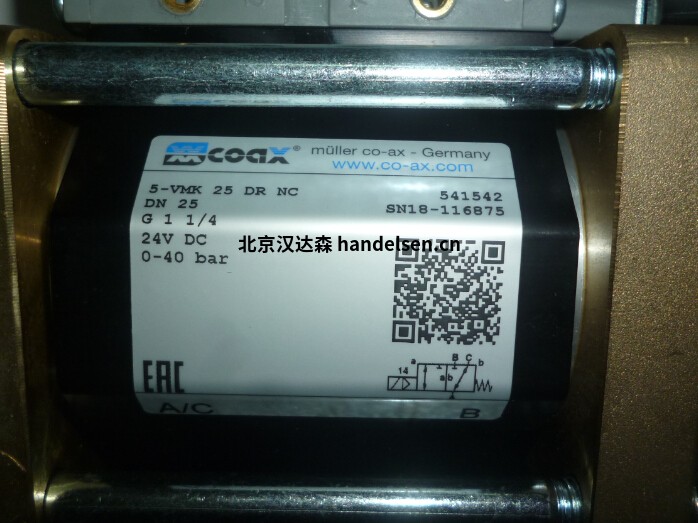 coax® müller co-ax - Germany
www.co-ax.com
5-VMK 25 DR NC 541542
DN 25 SN18-116875
G 1 1/4
24V DC
北京汉达森 handelsen.cn
0-40 bar
a B C b
14 a b
A
EAC
A/C B